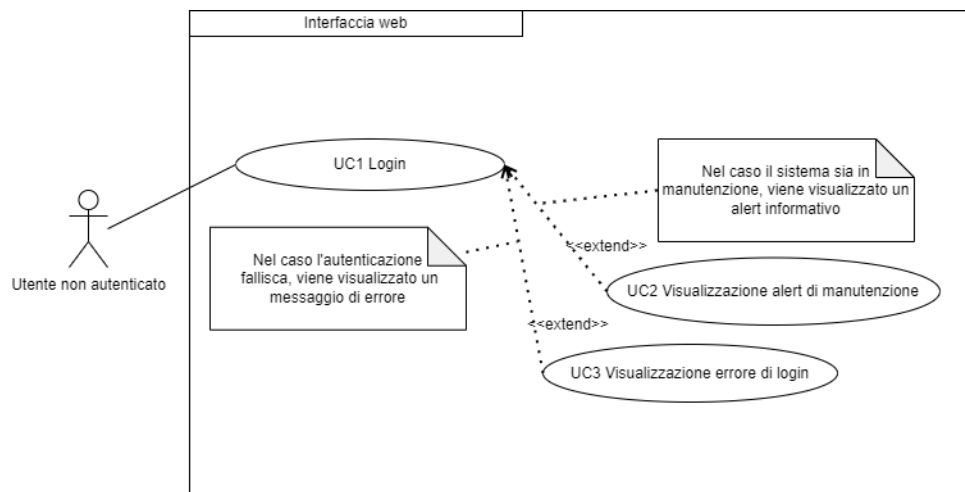 Interfaccia web
UC1 Login
Nel caso il sistema sia in
manutenzione, viene visualizzato un
alert informativo
Utente non autenticato
Nel caso l'autenticazione
fallisca, viene visualizzato un
messaggio di errore
<<extend>>
UC2 Visualizzazione alert di manutenzione
<<extend>>
UC3 Visualizzazione errore di login